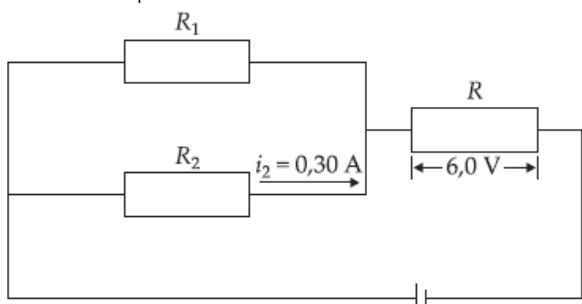 R₁
R
R₂
i₂ = 0,30 A
6,0 V